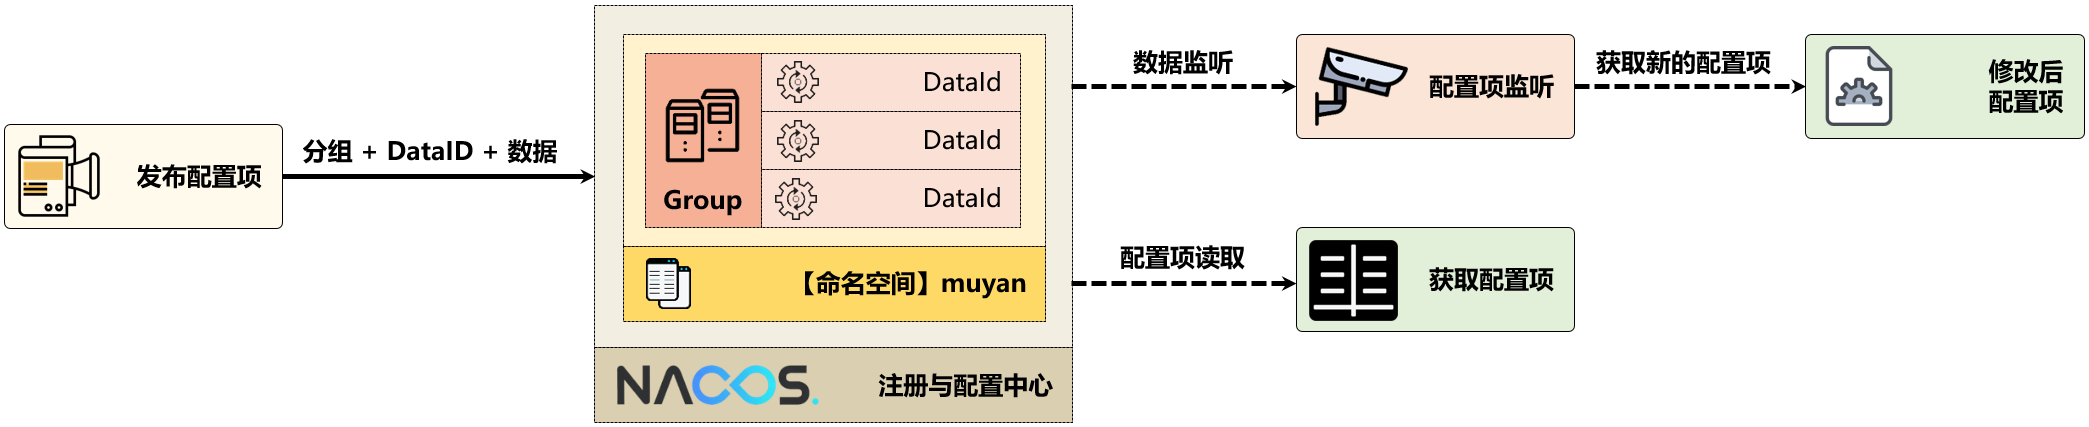 发布配置项
分组 + DataID + 数据
Group
DataId
DataId
DataId
【命名空间】muyan
NACOS.
注册与配置中心
数据监听
配置项监听
获取新的配置项
修改后
配置项
配置项读取
获取配置项